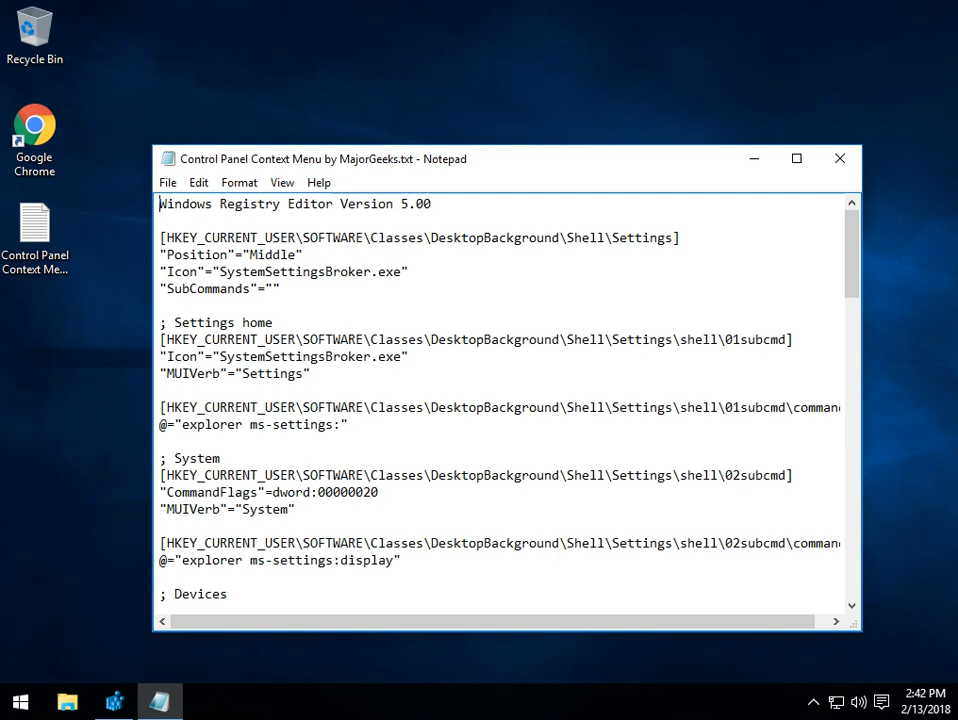 Recycle Bin
Google
Chrome
Control Panel
Context Me...
Control Panel Context Menu by MajorGeeks.txt - Notepad
File Edit Format View Help
Windows Registry Editor Version 5.00
[HKEY_CURRENT_USER\SOFTWARE\Classes\DesktopBackground\Shell\Settings]
"Position"="Middle"
"Icon"="SystemSettingsBroker.exe"
"SubCommands"=""
; Settings home
[HKEY_CURRENT_USER\SOFTWARE\Classes\DesktopBackground\Shell\Settings\shell\01subcmd]
"Icon"="SystemSettingsBroker.exe"
"MUIVerb"="Settings"
[HKEY_CURRENT_USER\SOFTWARE\Classes\DesktopBackground\Shell\Settings\shell\01subcmd\comman
@="explorer ms-settings:"
; System
[HKEY_CURRENT_USER\SOFTWARE\Classes\DesktopBackground\Shell\Settings\shell\02subcmd]
"CommandFlags"=dword:00000020
"MUIVerb"="System"
[HKEY_CURRENT_USER\SOFTWARE\Classes\DesktopBackground\Shell\Settings\shell\02subcmd\comman
@="explorer ms-settings:display"
; Devices
2:42 PM
2/13/2018